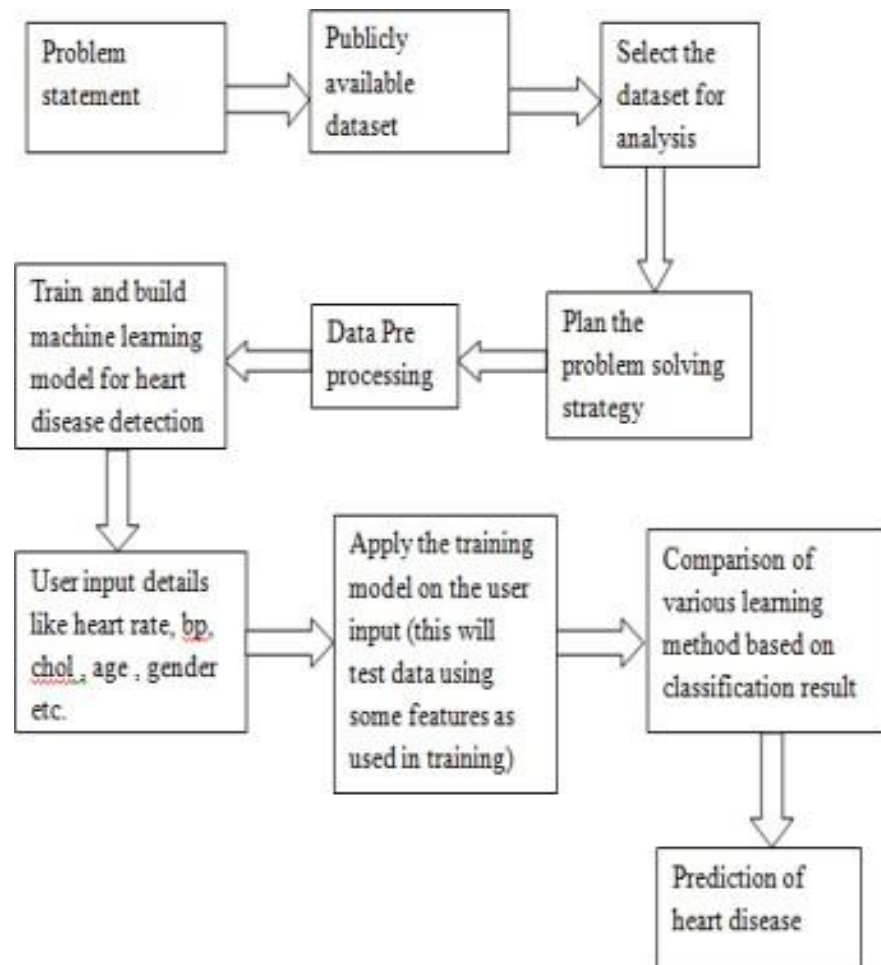 Problem
statement
Publicly
available
dataset
Select the
dataset for
analysis
Plan the
problem solving
strategy
Data Pre
processing
Train and build
machine learning
model for heart
disease detection
User input details
like heart rate, bp,
chol , age , gender
etc.
Apply the training
model on the user
input (this will
test data using
some features as
used in training)
Comparison of
various learning
method based on
classification result
Prediction of
heart disease